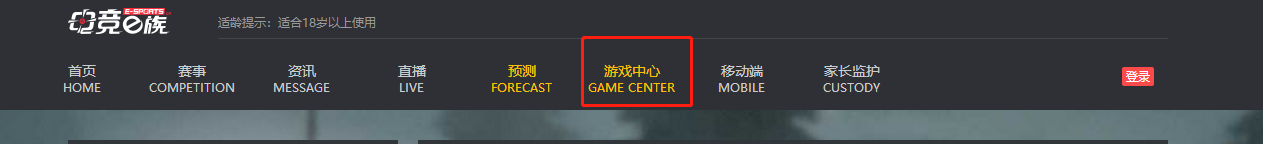 电竞e族
E-SPORTS
适龄提示：适合18岁以上使用
首页 赛事 资讯 直播 预测 游戏中心 移动端 家长监护
HOME COMPETITION MESSAGE LIVE FORECAST GAME CENTER MOBILE CUSTODY
登录